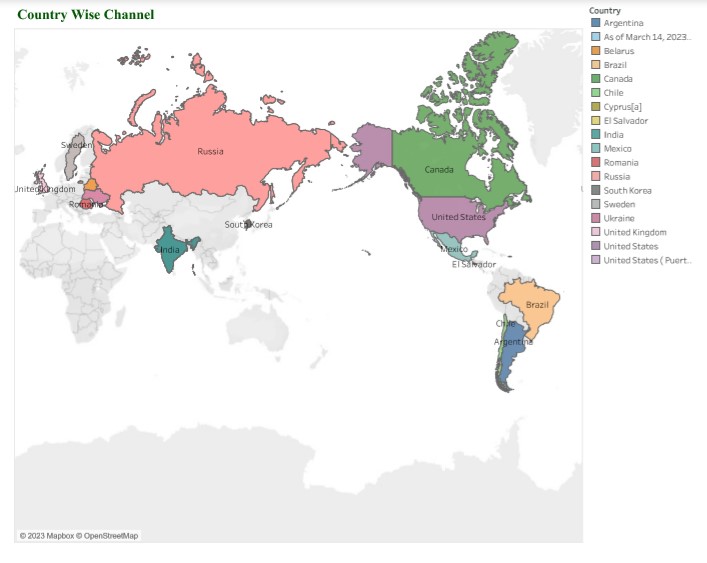 Country Wise Channel
Country
Argentina
As of March 14, 2023..
Belarus
Brazil
Canada
Chile
Cyprus[a]
El Salvador
India
Mexico
Romania
Russia
South Korea
Sweden
Ukraine
United Kingdom
United States
United States ( Puert..
Sweden
Russia
Canada
United Kingdom
Romania
United States
South Korea
India
Mexico
El Salvador
Brazil
Chile
Argentina
© 2023 Mapbox © OpenStreetMap